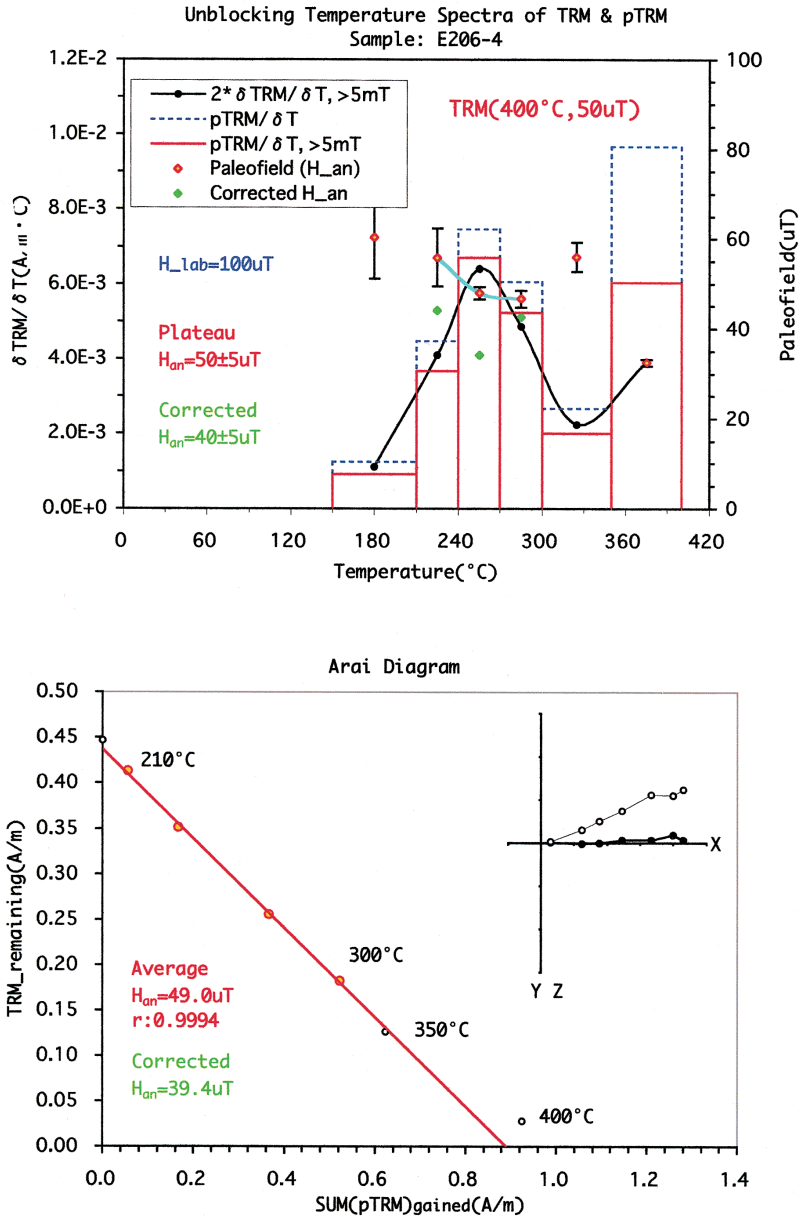 Unblocking Temperature Spectra of TRM & pTRM
Sample: E206-4
1.2E-2
1.0E-2
8.0E-3
6.0E-3
4.0E-3
2.0E-3
0.0E+0
δTRM/δT(A/m·C)
2*δTRM/δT, >5mT
pTRM/δT
pTRM/δT, >5mT
Paleofield (H_an)
Corrected H_an
TRM(400°C,50uT)
H_lab=100uT
Plateau
Han=50±5uT
Corrected
Han=40±5uT
100
80
60
40
20
0
Paleofield(uT)
0 60 120 180 240 300 360 420
Temperature(°C)
Arai Diagram
0.50
0.45
0.40
0.35
0.30
0.25
0.20
0.15
0.10
0.05
0.00
TRM_remaining(A/m)
210°C
300°C
350°C
400°C
X
Y Z
Average
Han=49.0uT
r:0.9994
Corrected
Han=39.4uT
0.0 0.2 0.4 0.6 0.8 1.0 1.2 1.4
SUM(pTRM)gained(A/m)